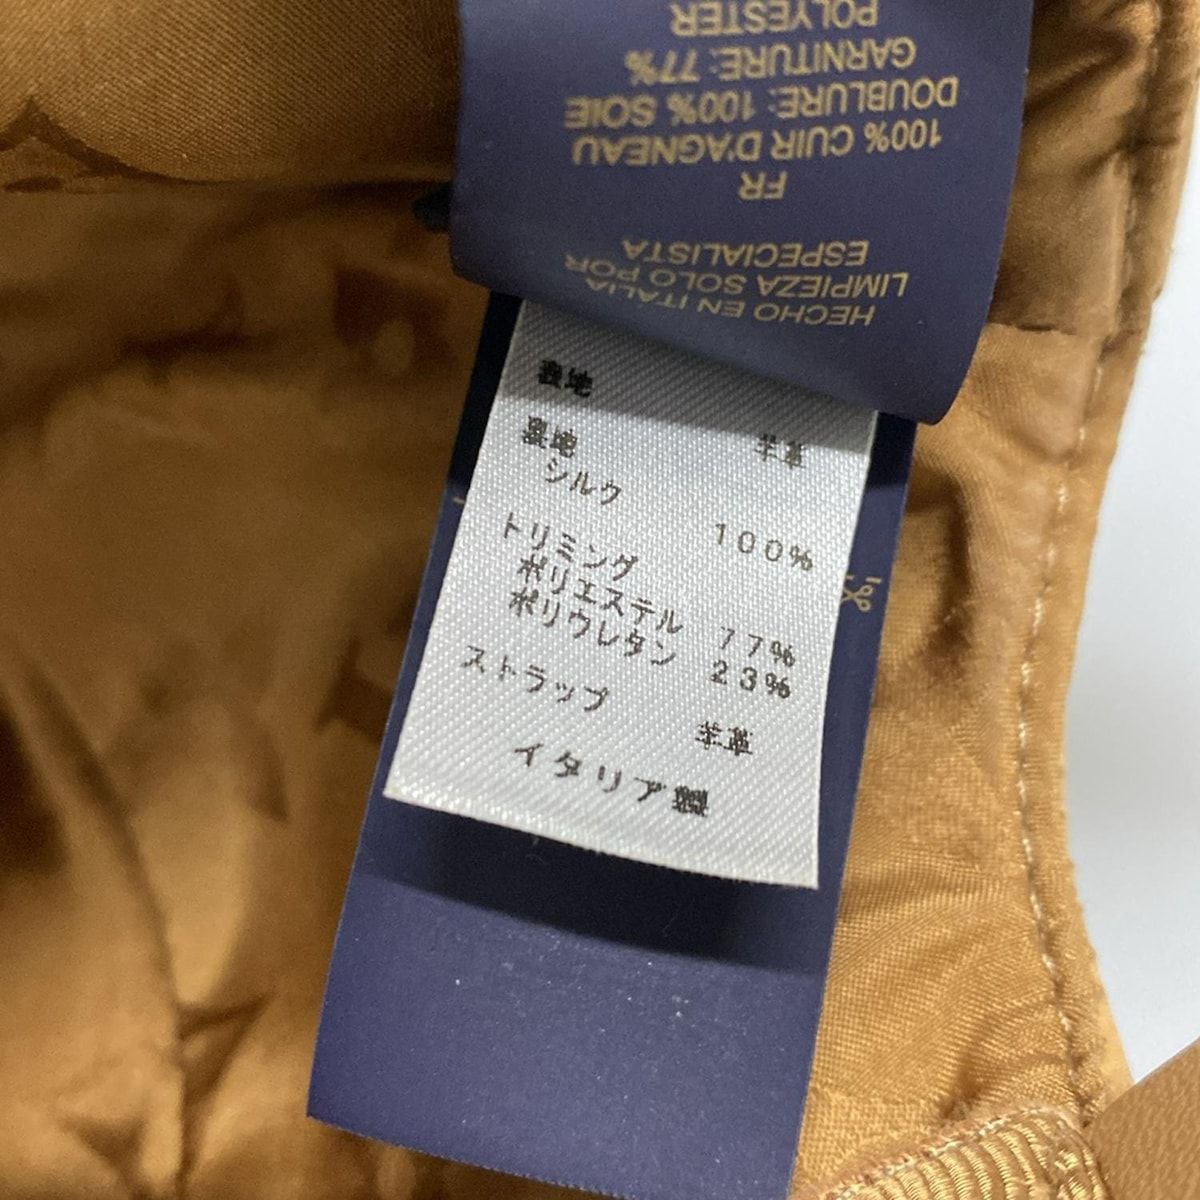 HECHO EN ITALIA
LIMPIEZA SOLO POR
ESPECIALISTA
FR
100% CUIR D'AGNEAU
DOUBLURE: 100% SOIE
GARNITURE: 77%
POLYESTER
表地
羊革
裏地
シルク 100%
トリミング
ポリエステル 77%
ポリウレタン 23%
ストラップ
羊革
イタリア製